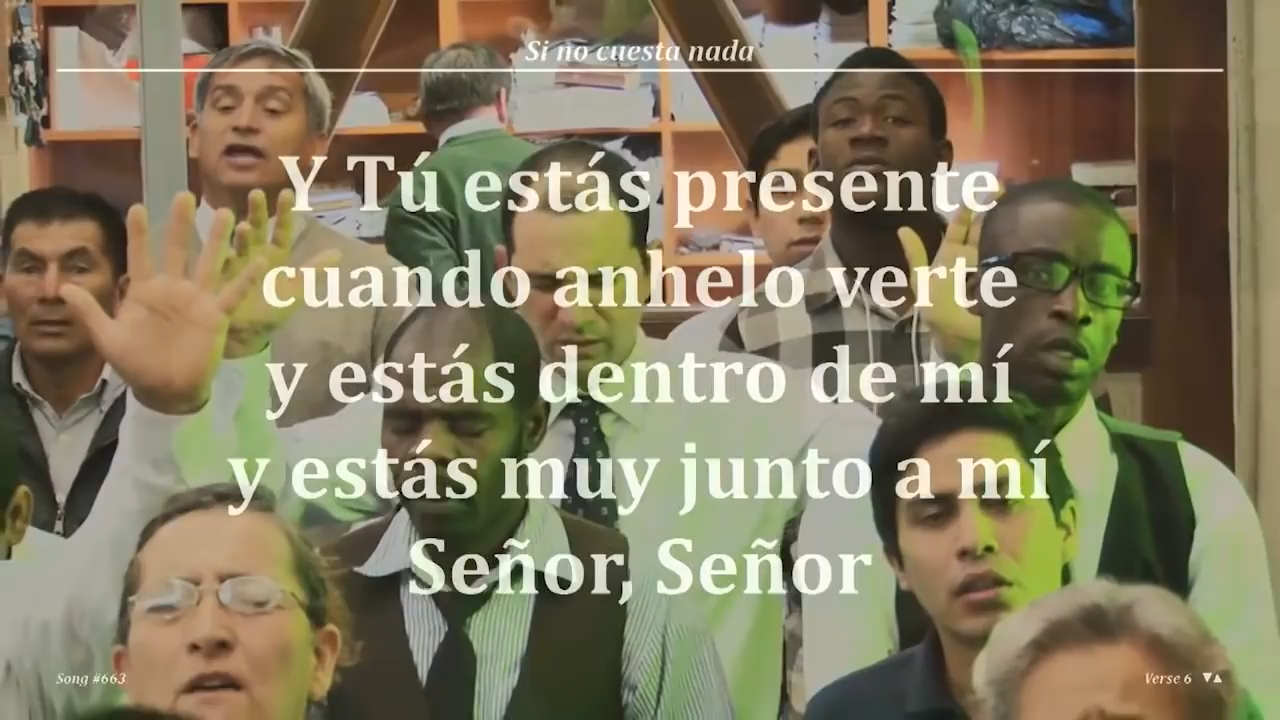 Si no cuesta nada
Y Tú estás presente
cuando anhelo verte
y estás dentro de mí
y estás muy junto a mí
Señor, Señor
Song #663
Verse 6 ▼▲